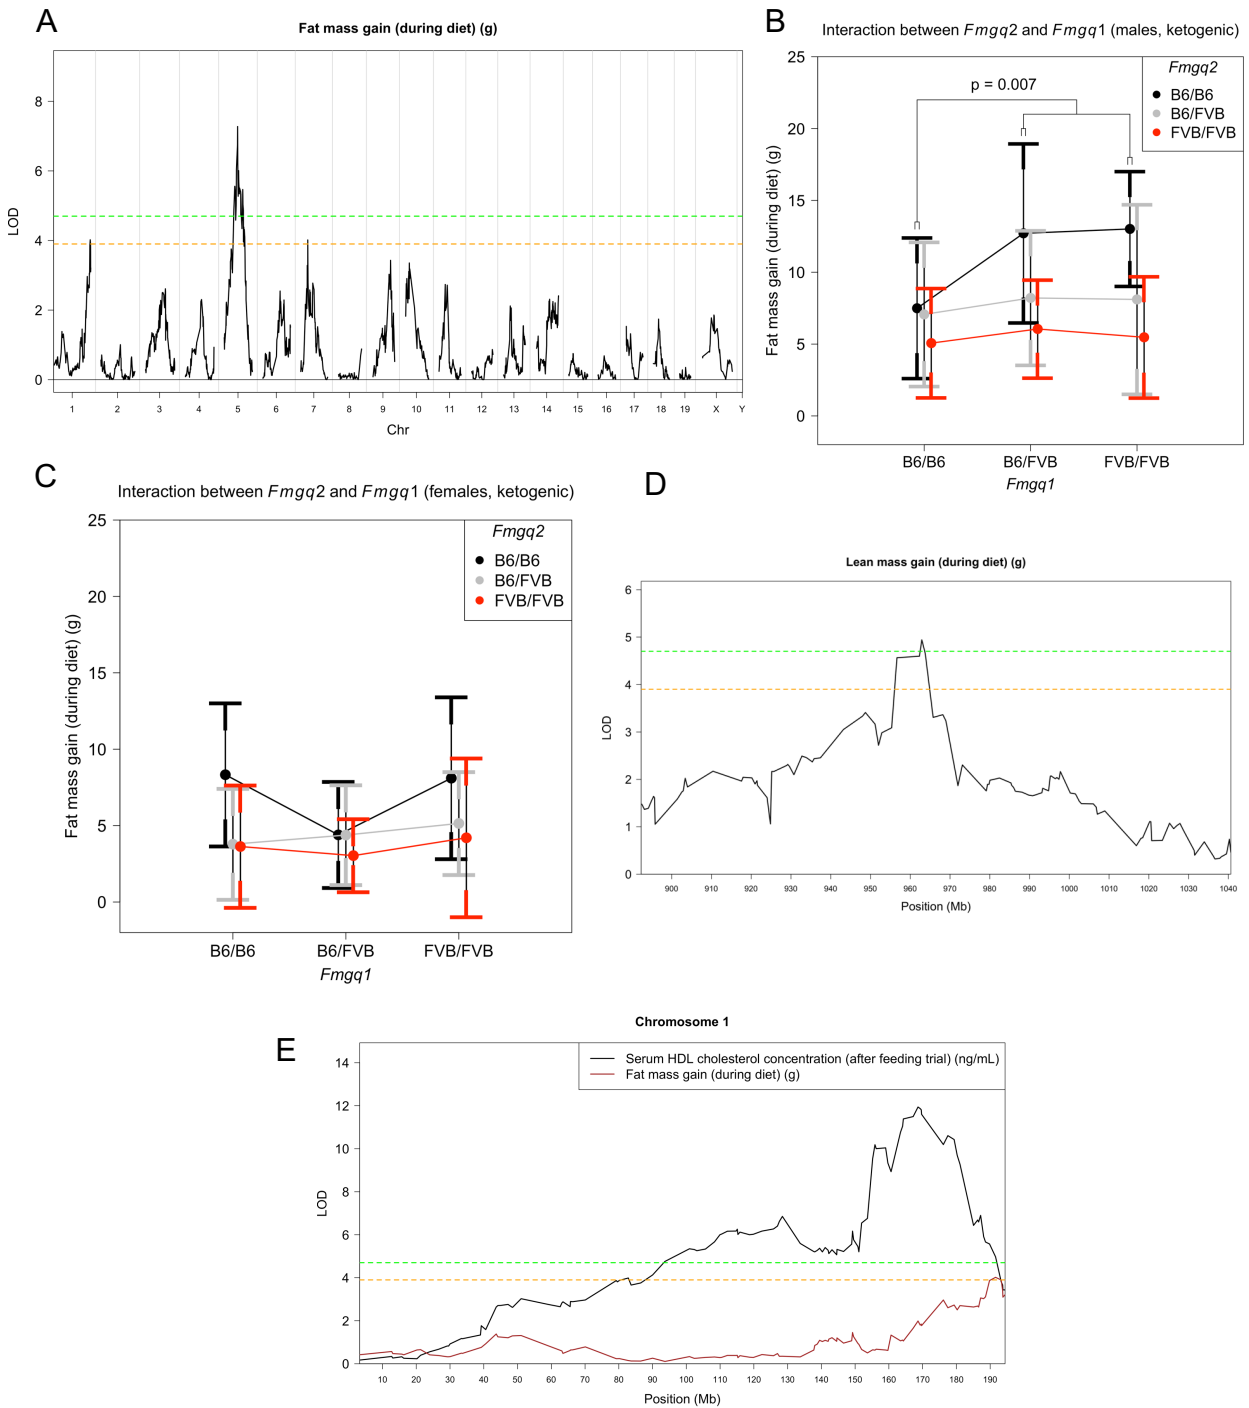 A
Fat mass gain (during diet) (g)
LOD
8
6
4
2
0
1 2 3 4 5 6 7 8 9 10 11 12 13 14 15 16 17 18 19 X Y
Chr
B
Interaction between Fmgq2 and Fmgq1 (males, ketogenic)
Fat mass gain (during diet) (g)
25
20
15
10
5
0
p = 0.007
Fmgq2
B6/B6
B6/FVB
FVB/FVB
B6/B6 B6/FVB FVB/FVB
Fmgq1
C
Interaction between Fmgq2 and Fmgq1 (females, ketogenic)
Fat mass gain (during diet) (g)
25
20
15
10
5
0
Fmgq2
B6/B6
B6/FVB
FVB/FVB
B6/B6 B6/FVB FVB/FVB
Fmgq1
D
Lean mass gain (during diet) (g)
LOD
6
5
4
3
2
1
0
900 910 920 930 940 950 960 970 980 990 1000 1010 1020 1030 1040
Position (Mb)
E
Chromosome 1
LOD
14
12
10
8
6
4
2
0
Serum HDL cholesterol concentration (after feeding trial) (ng/mL)
Fat mass gain (during diet) (g)
10 20 30 40 50 60 70 80 90 100 110 120 130 140 150 160 170 180 190
Position (Mb)